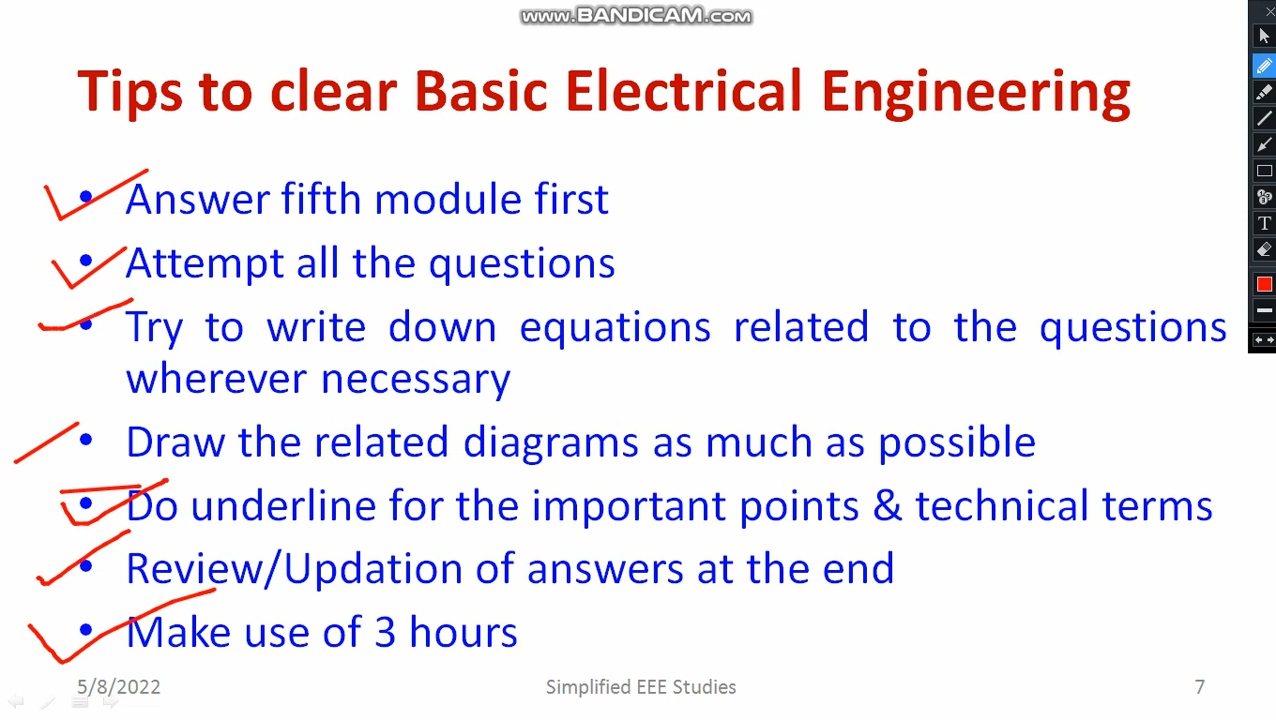 www.BANDICAM.com
Tips to clear Basic Electrical Engineering
• Answer fifth module first
• Attempt all the questions
• Try to write down equations related to the questions
wherever necessary
• Draw the related diagrams as much as possible
• Do underline for the important points & technical terms
• Review/Updation of answers at the end
• Make use of 3 hours
5/8/2022 Simplified EEE Studies 7
T